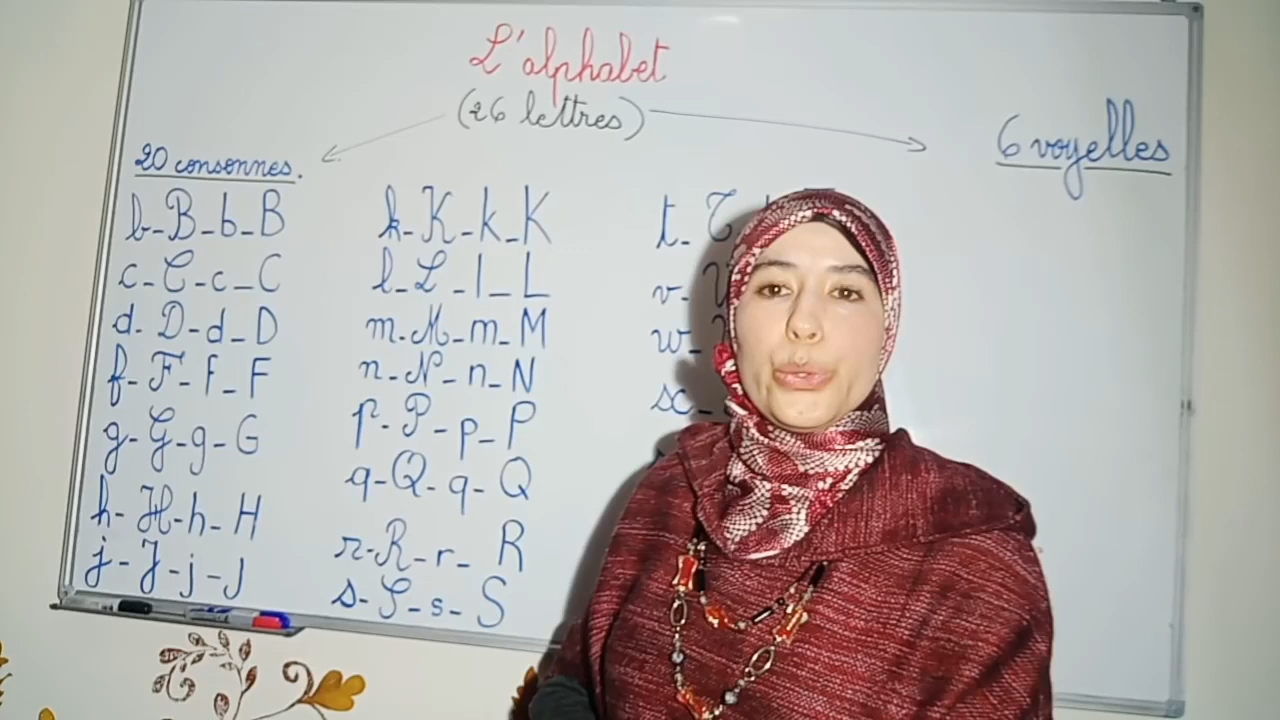 L'alphabet
(26 lettres)
20 consonnes.
6 voyelles
b-B-b-B
c-C-c-C
d-D-d-D
f-F-f-F
g-G-g-G
h-H-h-H
j-J-j-J
k-K-k-K
l-L-l-L
m-M-m-M
n-N-n-N
p-P-p-P
q-Q-q-Q
r-R-r-R
s-S-s-S
t-T
v-
w-
x-